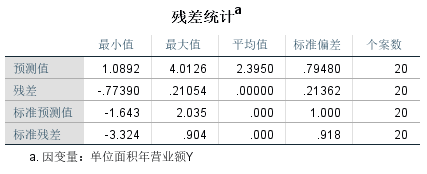 残差统计a
最小值 最大值 平均值 标准偏差 个案数
预测值 1.0892 4.0126 2.3950 .79480 20
残差 -.77390 .21054 .00000 .21362 20
标准预测值 -1.643 2.035 .000 1.000 20
标准残差 -3.324 .904 .000 .918 20
a. 因变量：单位面积年营业额Y